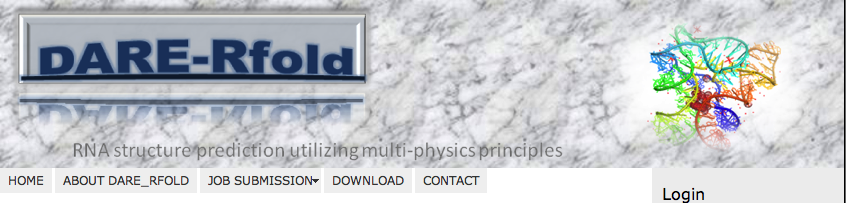 DARE-Rfold
RNA structure prediction utilizing multi-physics principles
HOME ABOUT DARE_RFOLD JOB SUBMISSION DOWNLOAD CONTACT
Login